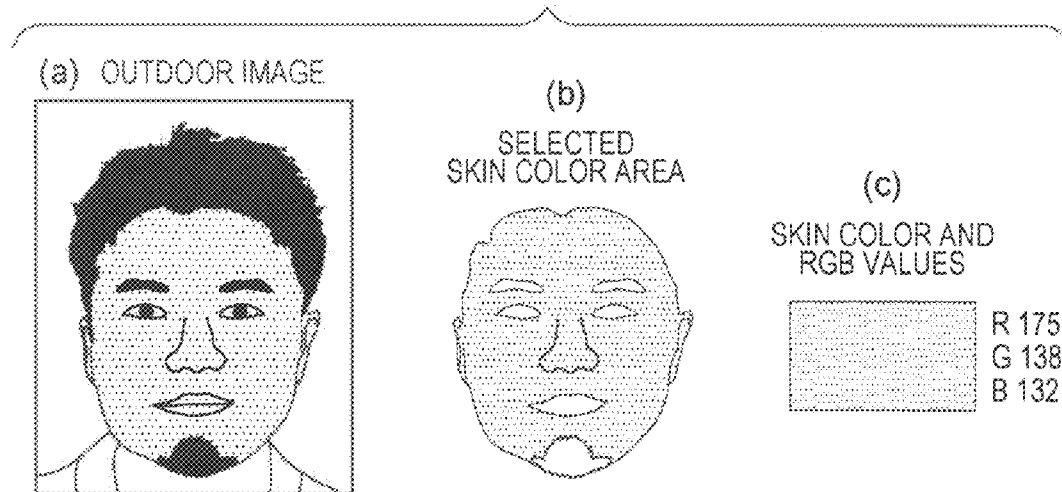 (a) OUTDOOR IMAGE
(b)
SELECTED
SKIN COLOR AREA
(c)
SKIN COLOR AND
RGB VALUES
R 175
G 138
B 132